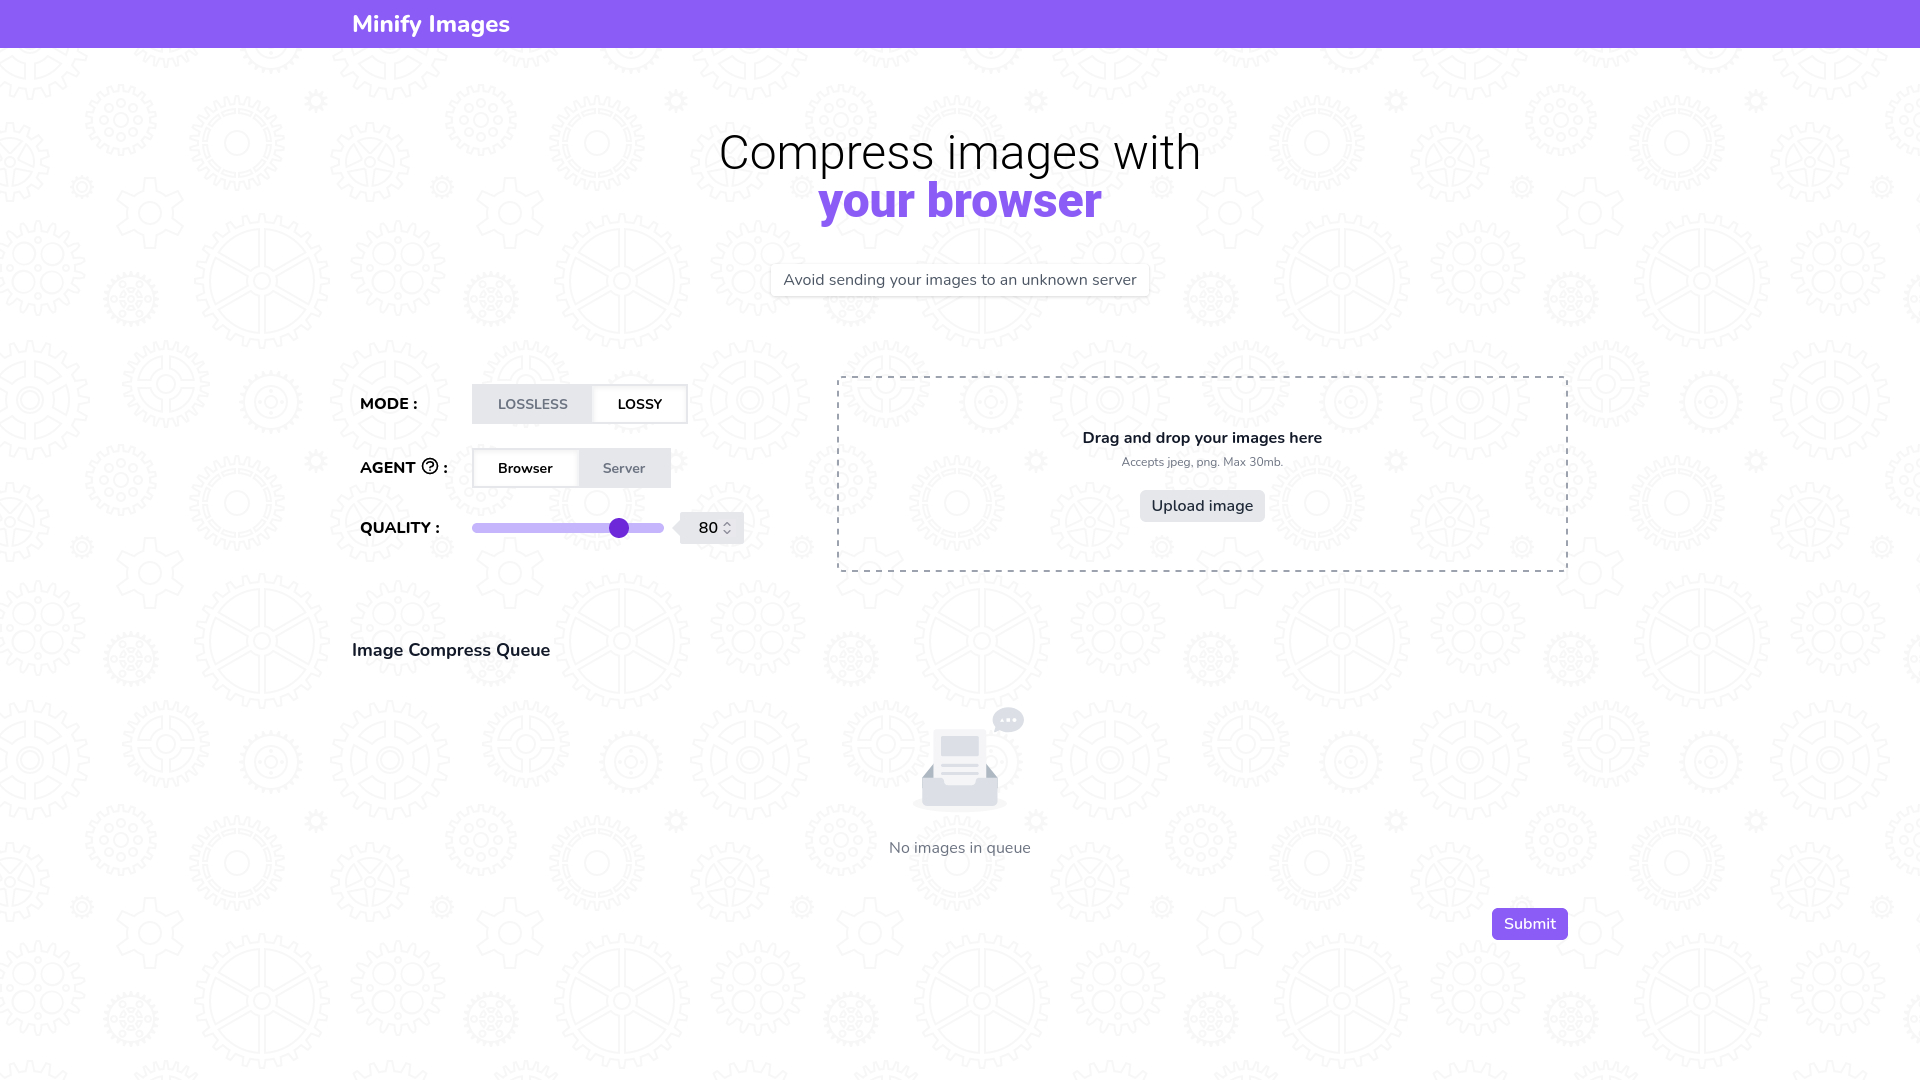 Minify Images
Compress images with
your browser
Avoid sending your images to an unknown server
MODE :
LOSSLESS
LOSSY
AGENT ? :
Browser
Server
QUALITY :
80
Drag and drop your images here
Accepts jpeg, png. Max 30mb.
Upload image
Image Compress Queue
No images in queue
Submit